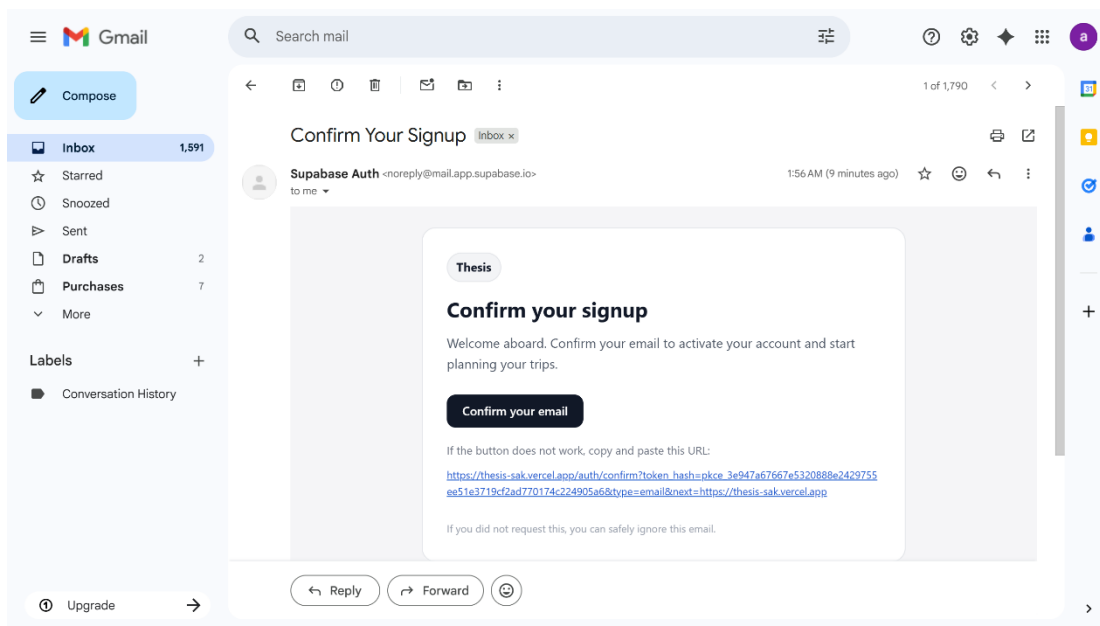 Gmail
Search mail
a
Compose
1 of 1,790
31
Inbox 1,591
Starred
Snoozed
Sent
Drafts 2
Purchases 7
More
Labels
Conversation History
Upgrade
Confirm Your Signup Inbox ×
Supabase Auth <noreply@mail.app.supabase.io> 1:56 AM (9 minutes ago)
to me
Thesis
Confirm your signup
Welcome aboard. Confirm your email to activate your account and start
planning your trips.
Confirm your email
If the button does not work, copy and paste this URL:
https://thesis-sak.vercel.app/auth/confirm?token_hash=pkce_3e947a67667e5320888e2429755
ee51e3719cf2ad770174c224905a6&type=email&next=https://thesis-sak.vercel.app
If you did not request this, you can safely ignore this email.
Reply Forward